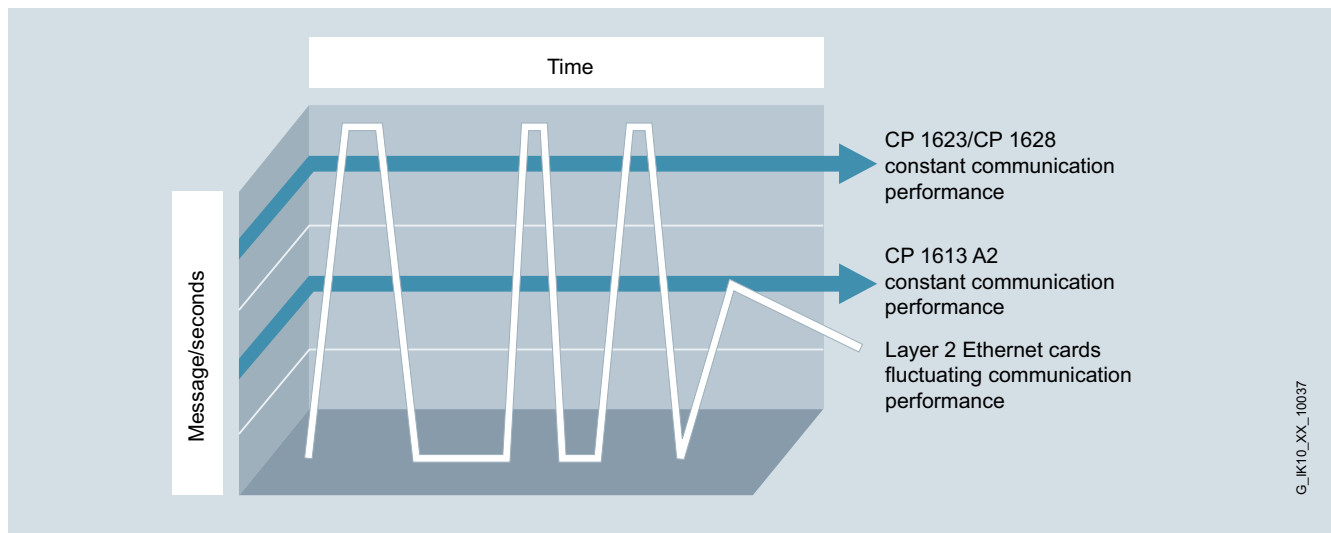 Time
Message/seconds
CP 1623/CP 1628
constant communication
performance
CP 1613 A2
constant communication
performance
Layer 2 Ethernet cards
fluctuating communication
performance
G_IK10_XX_10037